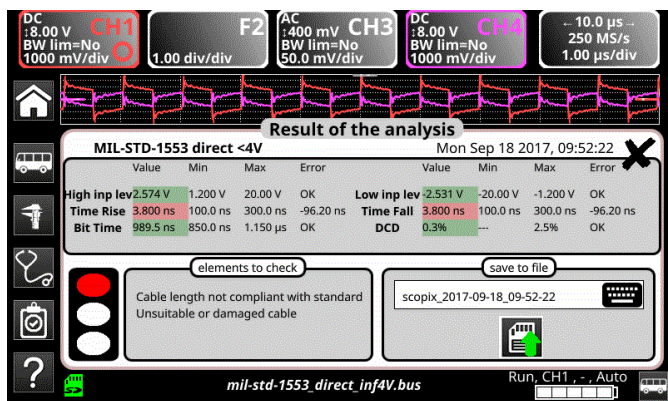 DC
↕8.00 V CH1
BW lim=No
1000 mV/div
F2
1.00 div/div
AC
↕400 mV CH3
BW lim=No
50.0 mV/div
DC
↕8.00 V CH4
BW lim=No
1000 mV/div
←10.0 µs→
250 MS/s
1.00 µs/div
Result of the analysis
MIL-STD-1553 direct <4V Mon Sep 18 2017, 09:52:22
Value Min Max Error Value Min Max Error
High inp lev 2.574 V 1.200 V 20.00 V OK Low inp lev -2.531 V -20.00 V -1.200 V OK
Time Rise 3.800 ns 100.0 ns 300.0 ns -96.20 ns Time Fall 3.800 ns 100.0 ns 300.0 ns -96.20 ns
Bit Time 989.5 ns 850.0 ns 1.150 µs OK DCD 0.3% --- 2.5% OK
elements to check
Cable length not compliant with standard
Unsuitable or damaged cable
save to file
scopix_2017-09-18_09-52-22
?
mil-std-1553_direct_inf4V.bus
Run, CH1 , - , Auto